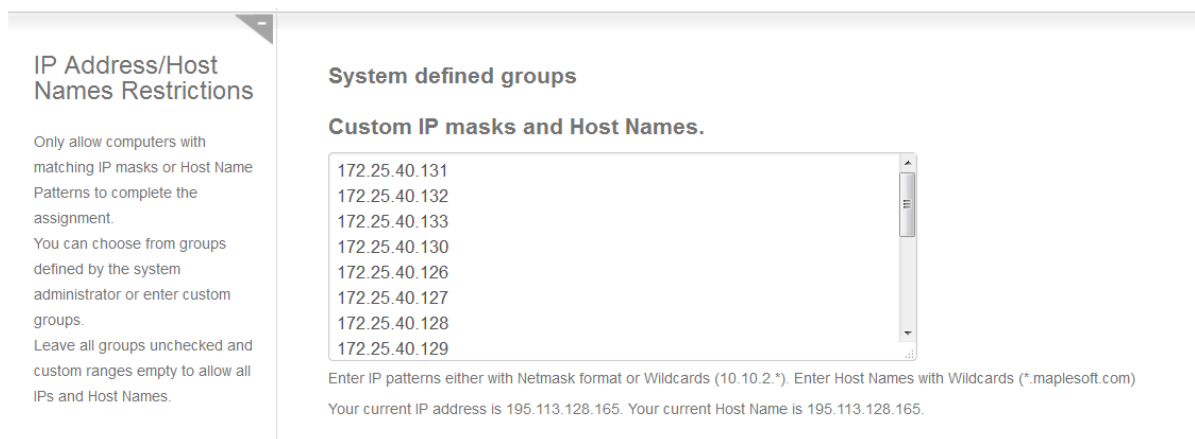 IP Address/Host
Names Restrictions
Only allow computers with
matching IP masks or Host Name
Patterns to complete the
assignment.
You can choose from groups
defined by the system
administrator or enter custom
groups.
Leave all groups unchecked and
custom ranges empty to allow all
IPs and Host Names.
System defined groups
Custom IP masks and Host Names.
172.25.40.131
172.25.40.132
172.25.40.133
172.25.40.130
172.25.40.126
172.25.40.127
172.25.40.128
172.25.40.129
Enter IP patterns either with Netmask format or Wildcards (10.10.2.*). Enter Host Names with Wildcards (*.maplesoft.com)
Your current IP address is 195.113.128.165. Your current Host Name is 195.113.128.165.